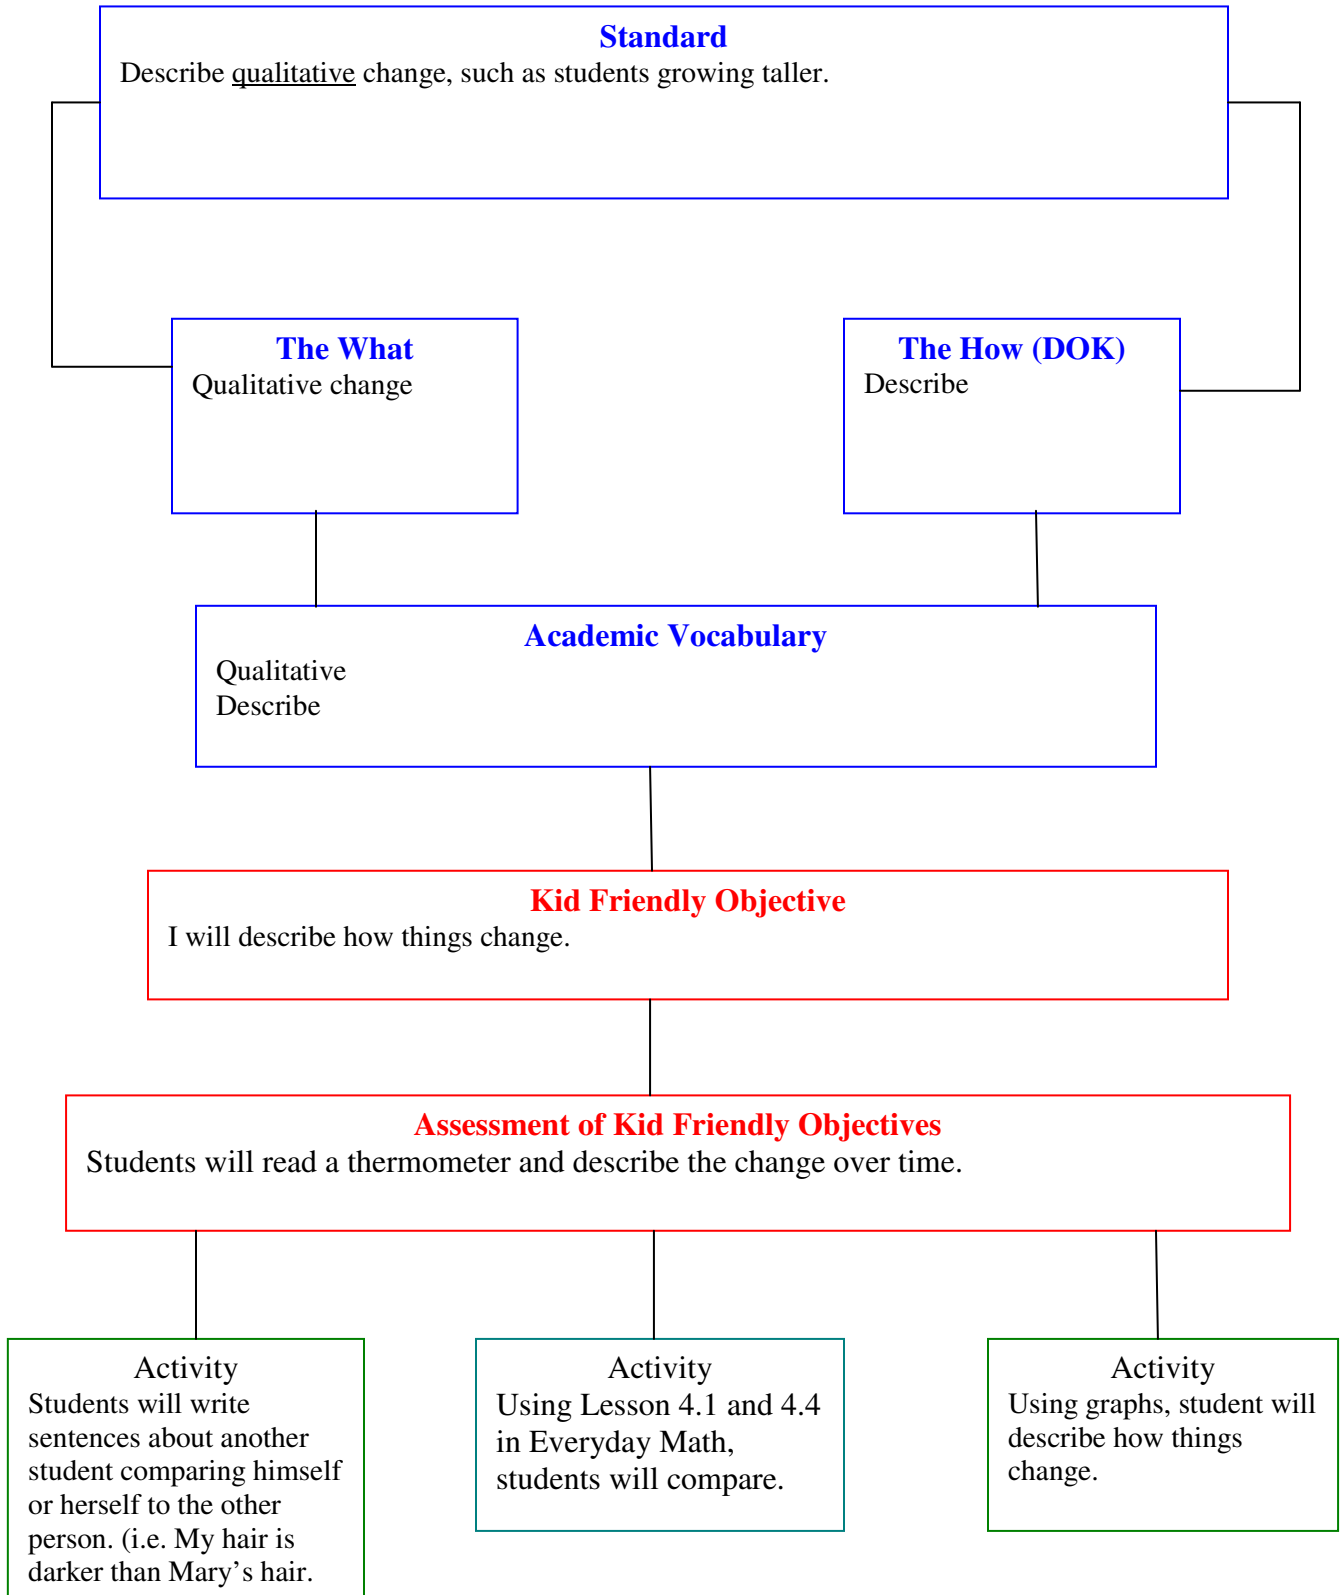 Standard
Describe qualitative change, such as students growing taller.
The What
Qualitative change
The How (DOK)
Describe
Academic Vocabulary
Qualitative
Describe
Kid Friendly Objective
I will describe how things change.
Assessment of Kid Friendly Objectives
Students will read a thermometer and describe the change over time.
Activity
Students will write
sentences about another
student comparing himself
or herself to the other
person. (i.e. My hair is
darker than Mary’s hair.
Activity
Using Lesson 4.1 and 4.4
in Everyday Math,
students will compare.
Activity
Using graphs, student will
describe how things
change.